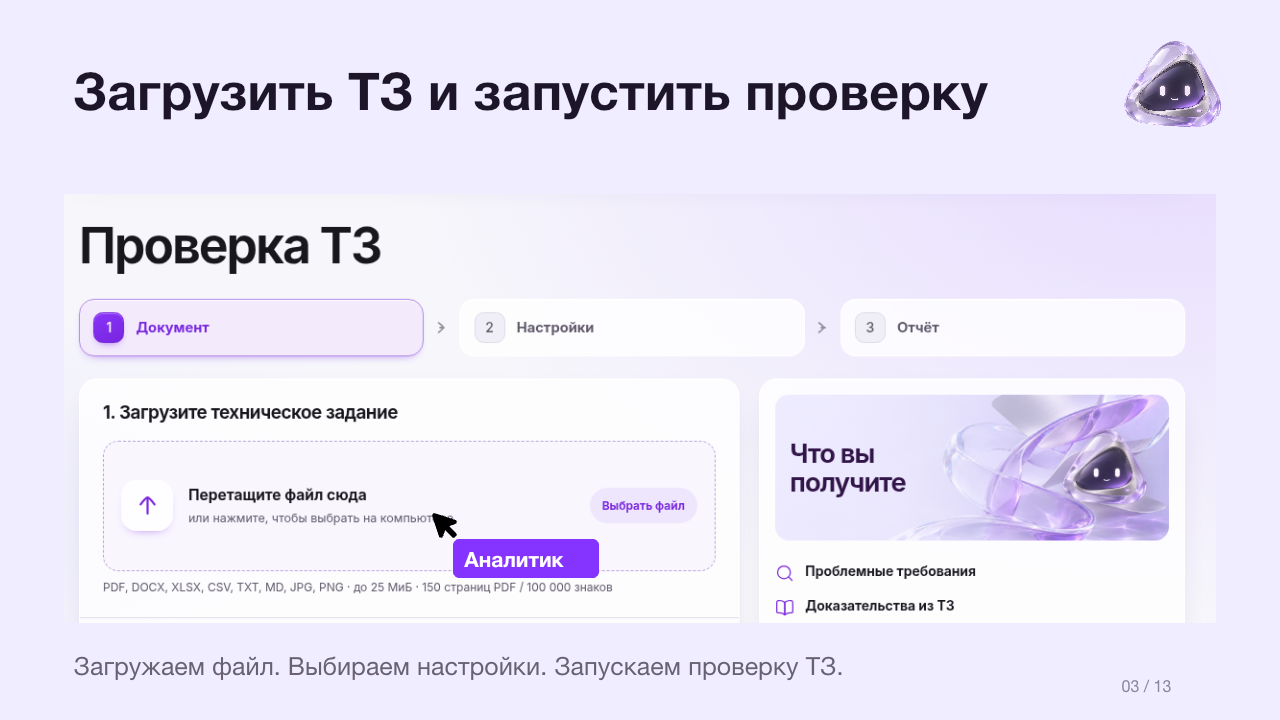 Загрузить ТЗ и запустить проверку
Проверка ТЗ
1 Документ
2 Настройки
3 Отчёт
1. Загрузите техническое задание
Перетащите файл сюда
или нажмите, чтобы выбрать на
Выбрать файл
Аналитик
PDF, DOCX, XLSX, CSV, TXT, MD, JPG, PNG · до 25 МиБ · 150 страниц PDF / 100 000 знаков
Что вы
получите
Проблемные требования
Доказательства из ТЗ
Загружаем файл. Выбираем настройки. Запускаем проверку ТЗ.
03 / 13